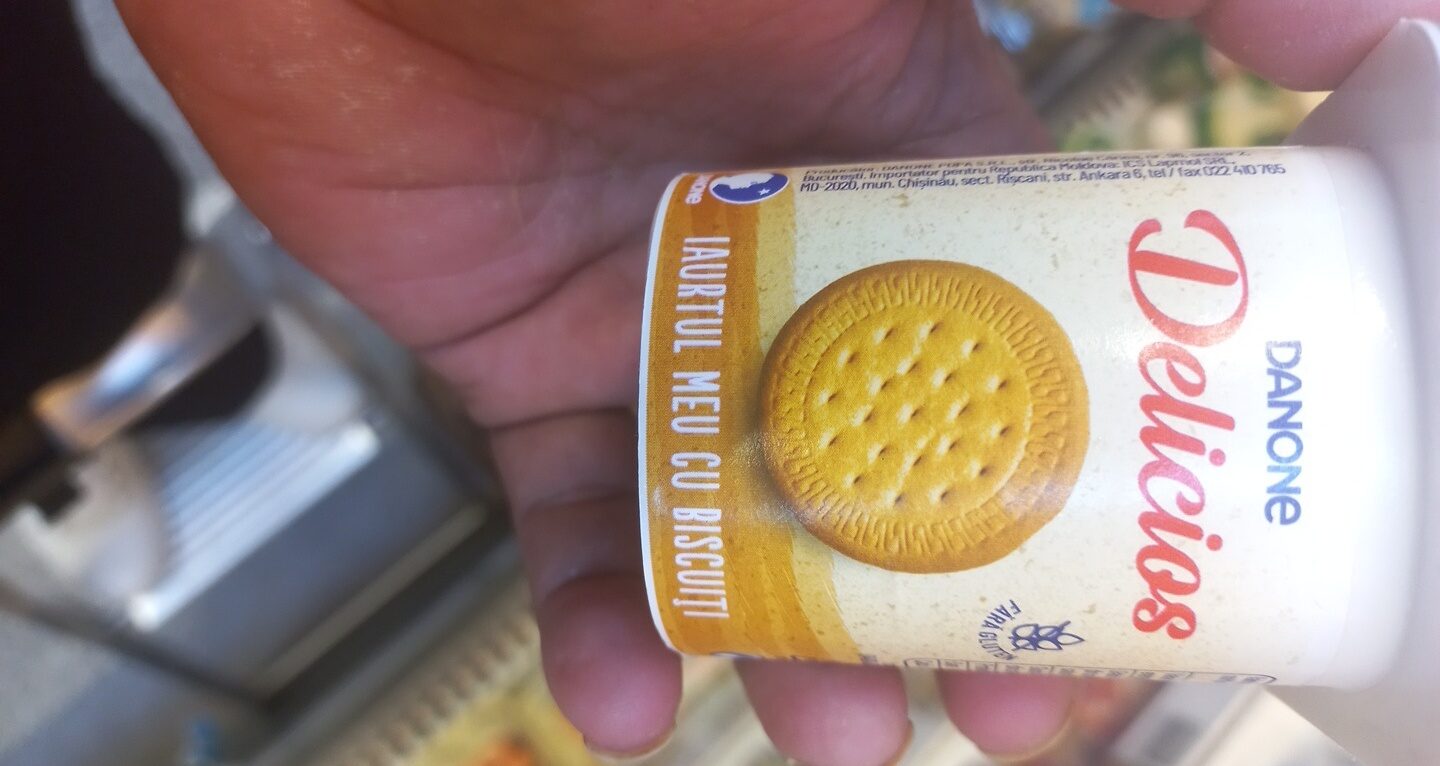 DANONE
Delicios
FĂRĂ GLUTEN
IAURTUL MEU CU BISCUIȚI
DANONE
București. Importator pentru Republica Moldova: ICS Lapmol SRL,
MD-2020, mun. Chișinău, sect. Rîșcani, str. Ankara 6, tel / fax 022 410 765